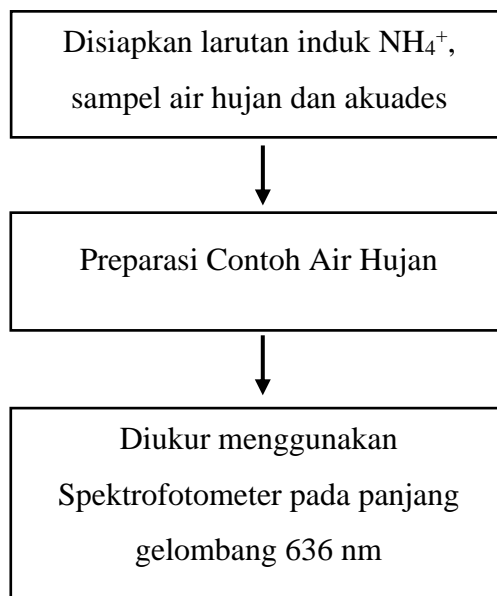 Disiapkan larutan induk NH₄⁺,
sampel air hujan dan akuades
Preparasi Contoh Air Hujan
Diukur menggunakan
Spektrofotometer pada panjang
gelombang 636 nm